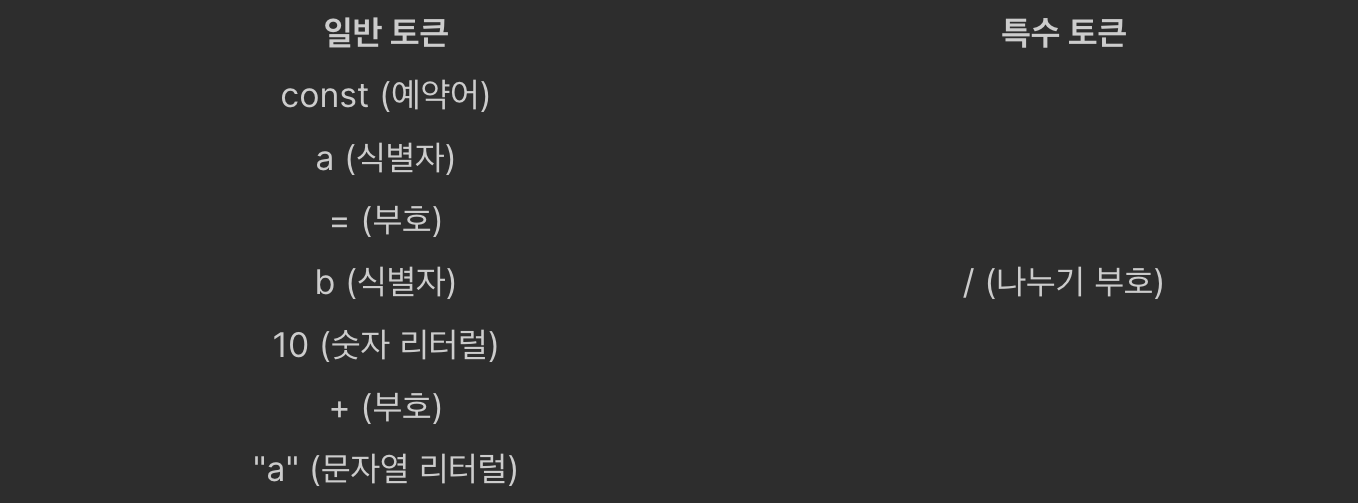 일반 토큰 특수 토큰
const (예약어)
a (식별자)
= (부호)
b (식별자) / (나누기 부호)
10 (숫자 리터럴)
+ (부호)
"a" (문자열 리터럴)